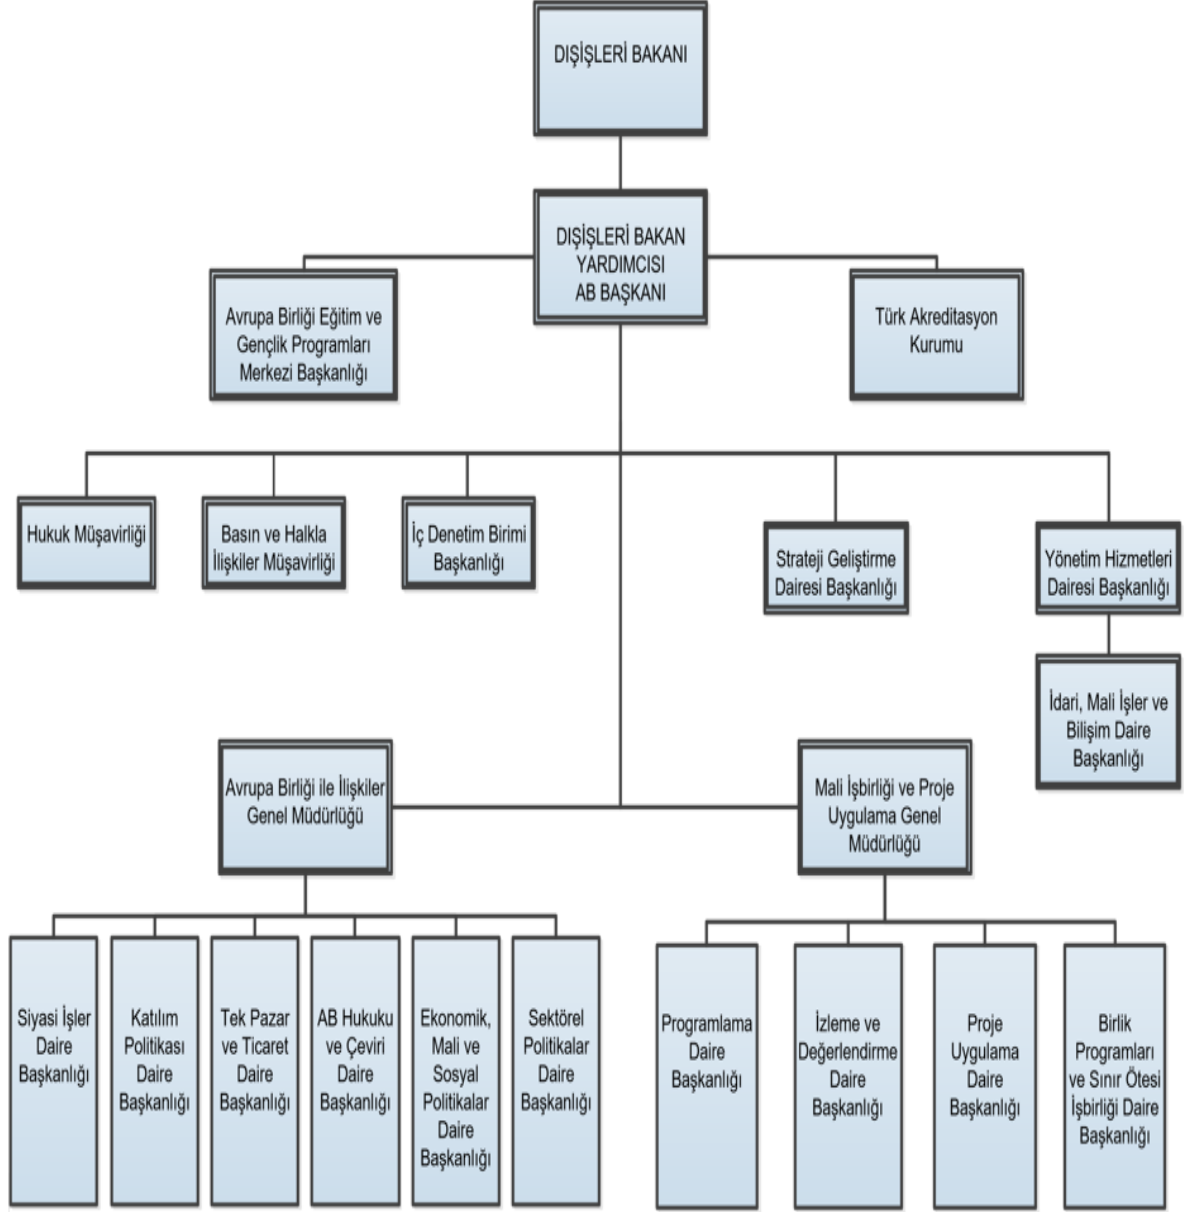 DIŞİŞLERİ BAKANI
DIŞİŞLERİ BAKAN
YARDIMCISI
AB BAŞKANI
Avrupa Birliği Eğitim ve
Gençlik Programları
Merkezi Başkanlığı
Türk Akreditasyon
Kurumu
Hukuk Müşavirliği
Basın ve Halkla
İlişkiler Müşavirliği
İç Denetim Birimi
Başkanlığı
Strateji Geliştirme
Dairesi Başkanlığı
Yönetim Hizmetleri
Dairesi Başkanlığı
İdari, Mali İşler ve
Bilişim Daire
Başkanlığı
Avrupa Birliği ile İlişkiler
Genel Müdürlüğü
Mali İşbirliği ve Proje
Uygulama Genel
Müdürlüğü
Siyasi İşler
Daire
Başkanlığı
Katılım
Politikası
Daire
Başkanlığı
Tek Pazar
ve Ticaret
Daire
Başkanlığı
AB Hukuku
ve Çeviri
Daire
Başkanlığı
Ekonomik,
Mali ve
Sosyal
Politikalar
Daire
Başkanlığı
Sektörel
Politikalar
Daire
Başkanlığı
Programlama
Daire
Başkanlığı
İzleme ve
Değerlendirme
Daire
Başkanlığı
Proje
Uygulama
Daire
Başkanlığı
Birlik
Programları
ve Sınır Ötesi
İşbirliği Daire
Başkanlığı